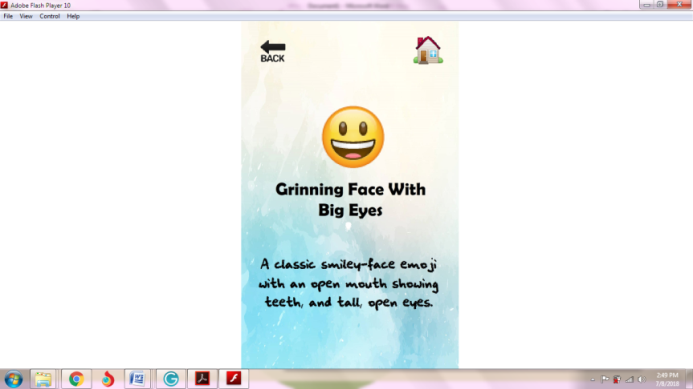 Adobe Flash Player 10
File View Control Help
BACK
Grinning Face With
Big Eyes
A classic smiley-face emoji
with an open mouth showing
teeth, and tall, open eyes.
2:49 PM
7/8/2018